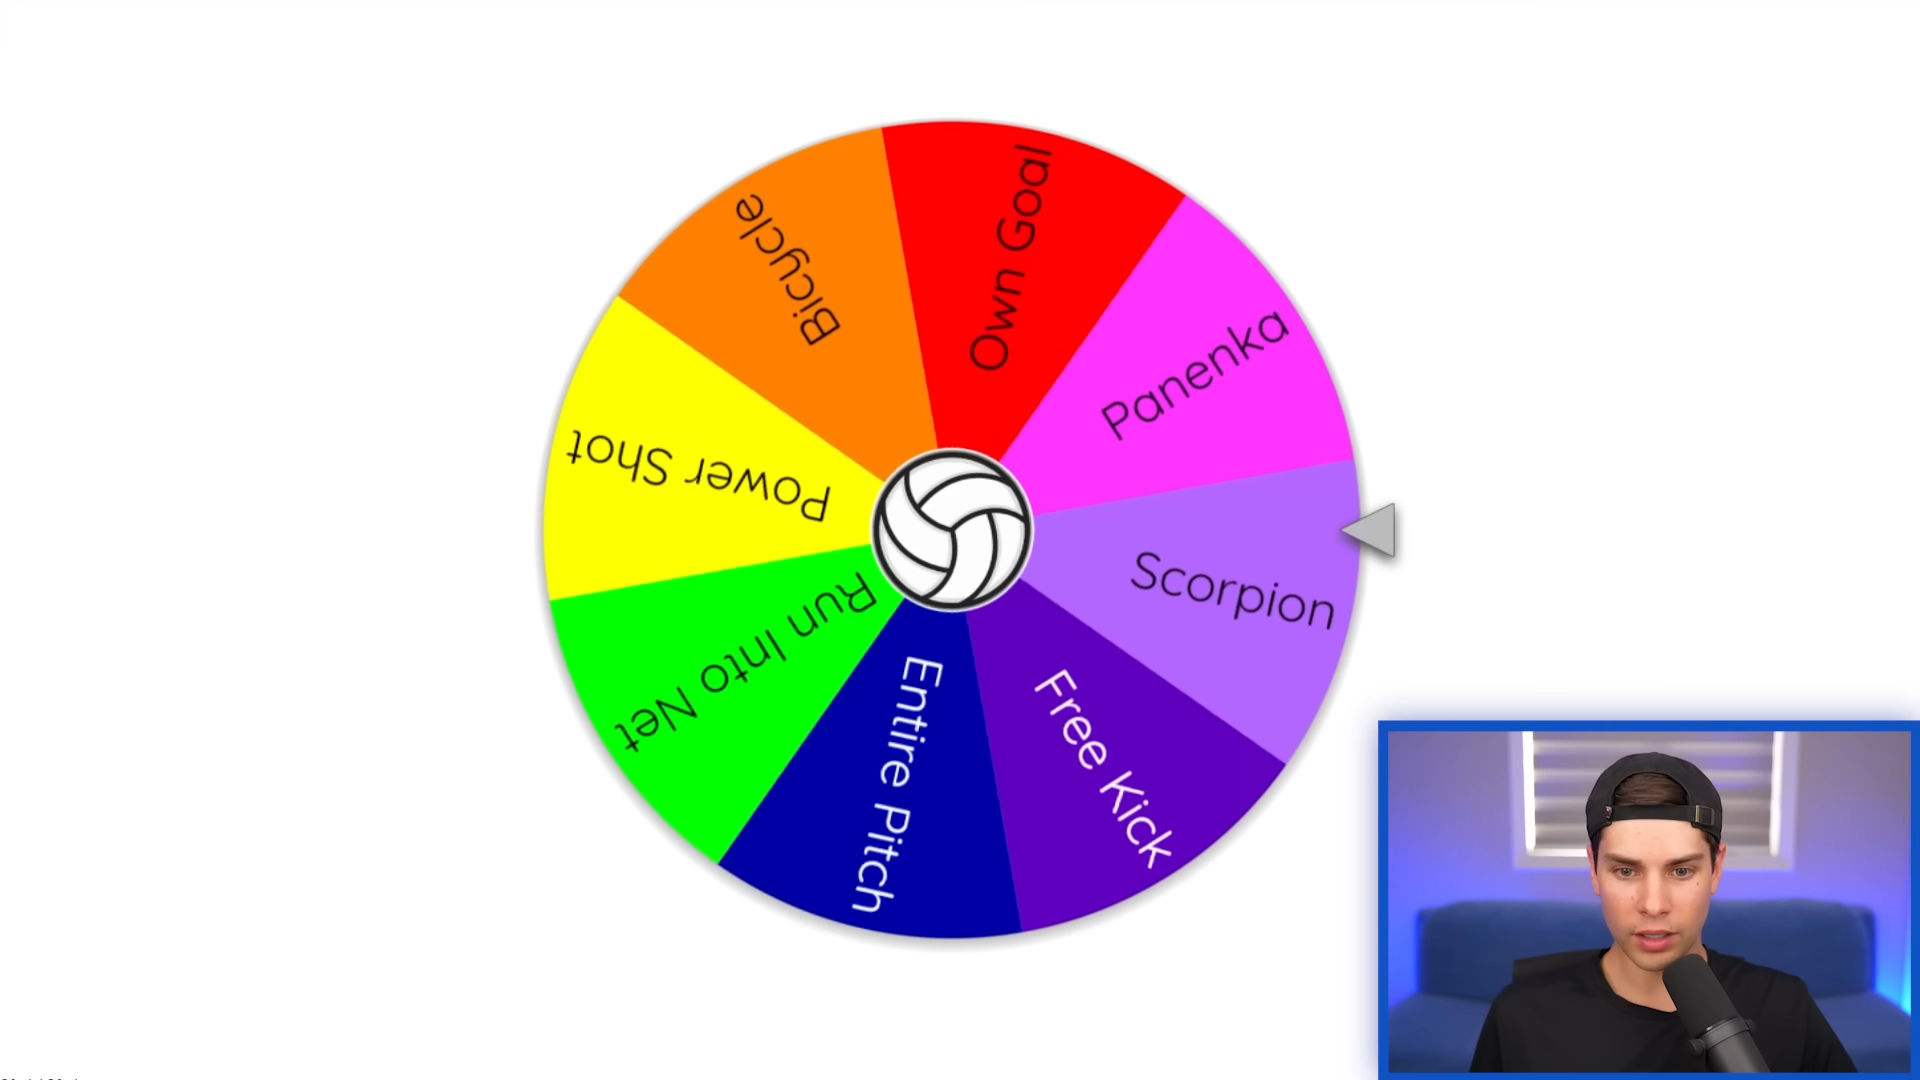 Own Goal
Panenka
Scorpion
Free Kick
Entire Pitch
Run Into Net
Power Shot
Bicycle